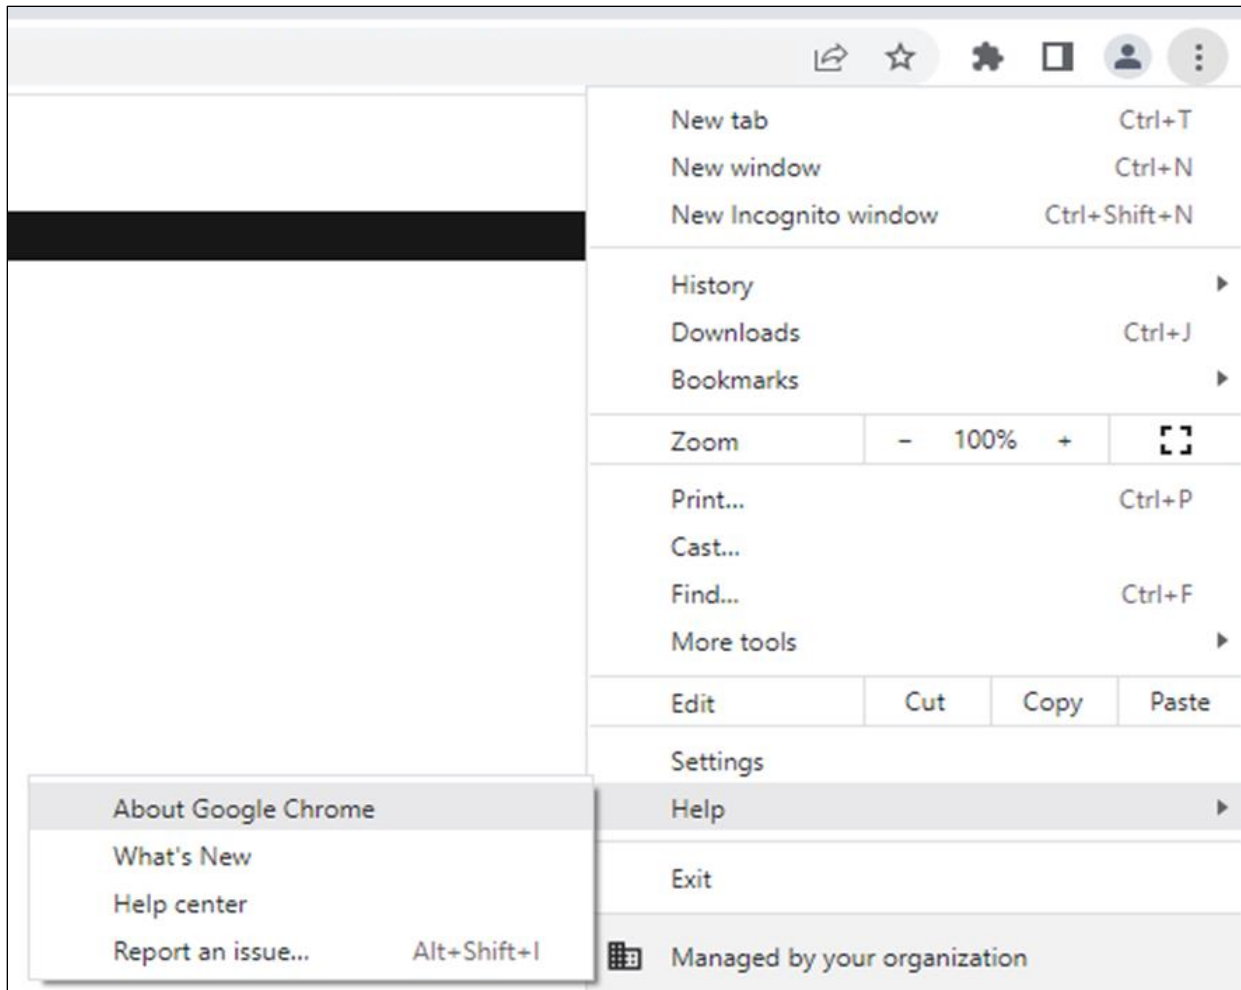 New tab Ctrl+T
New window Ctrl+N
New Incognito window Ctrl+Shift+N
History
Downloads Ctrl+J
Bookmarks
Zoom - 100% +
Print... Ctrl+P
Cast...
Find... Ctrl+F
More tools
Edit Cut Copy Paste
Settings
Help
About Google Chrome
What's New
Help center
Report an issue... Alt+Shift+I
Exit
Managed by your organization